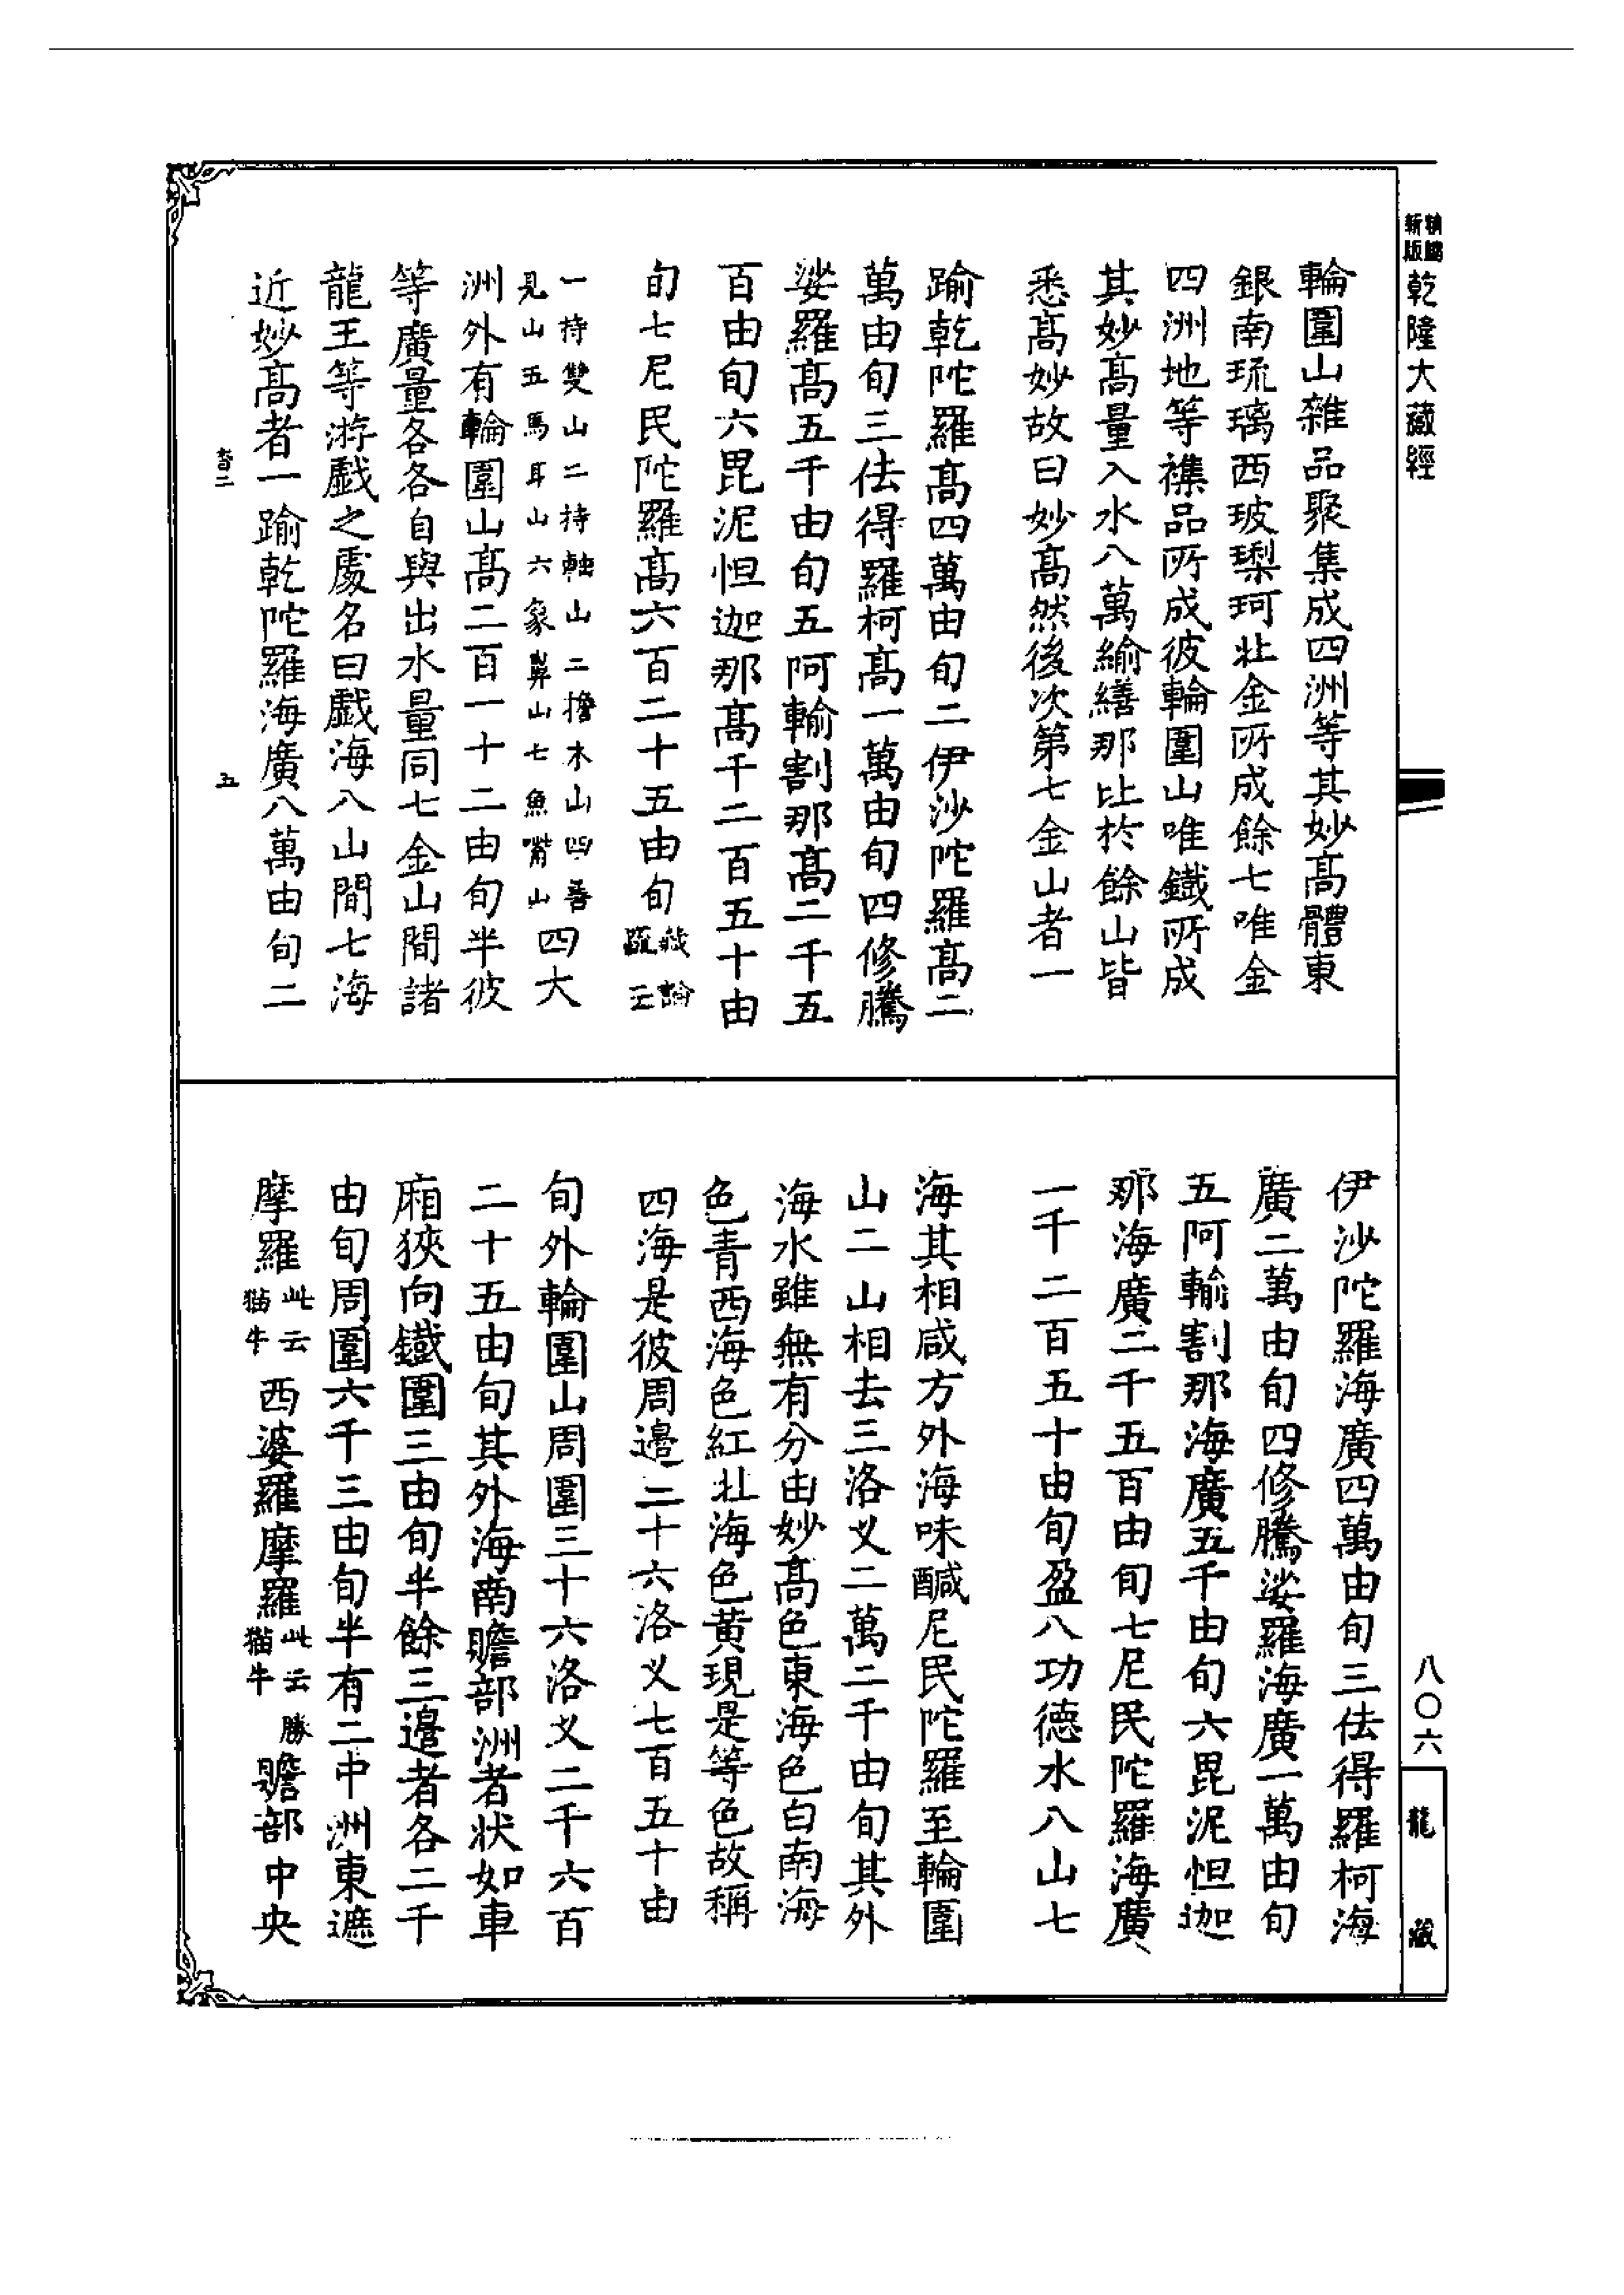 新版
精縮
乾隆大藏經
輪圍山雜品聚集成四洲等其妙高體東
銀南琉璃西玻瓈珂北金所成餘七唯金
四洲地等襍品所成彼輪圍山唯鐵所成
其妙高量入水八萬繪繕那比於餘山皆
悉高妙故曰妙高然後次第七金山者一
踰乾陀羅高四萬由旬二伊沙陀羅高二
萬由旬三佉得羅柯高一萬由旬四修騰
娑羅高五千由旬五阿輸割那高二千五
百由旬六毘泥怛迦那高千二百五十由
旬七尼民陀羅高六百二十五由旬藏論疏云
一持雙山二持軸山三擔木山四善見山五馬耳山六象鼻山七魚嘴山四大
洲外有輪圍山高二百一十二由旬半彼
等廣量各各自與出水量同七金山間諸
龍王等游戲之處名曰戲海八山間七海
近妙高者一踰乾陀羅海廣八萬由旬二
五
伊沙陀羅海廣四萬由旬三佉得羅柯海
廣二萬由旬四修騰娑羅海廣一萬由旬
五阿輸割那海廣五千由旬六毘泥怛迦
那海廣二千五百由旬七尼民陀羅海廣
一千二百五十由旬盈八功德水八山七
海其相咸方外海味醎尼民陀羅至輪圍
山二山相去三洛义二萬二千由旬其外
海水雖無有分由妙高色東海色白南海
色青西海色紅北海色黃現是等色故稱
四海是彼周邊二十六洛义七百五十由
旬外輪圍山周圍三十六洛义二千六百
二十五由旬其外海南贍部洲者狀如車
廂狹向鐵圍三由旬半餘三邊者各二千
由旬周圍六千三由旬半有二中洲東遮
摩羅此云猫牛西婆羅摩羅此云勝猫牛贍部中央
八〇六
龍藏